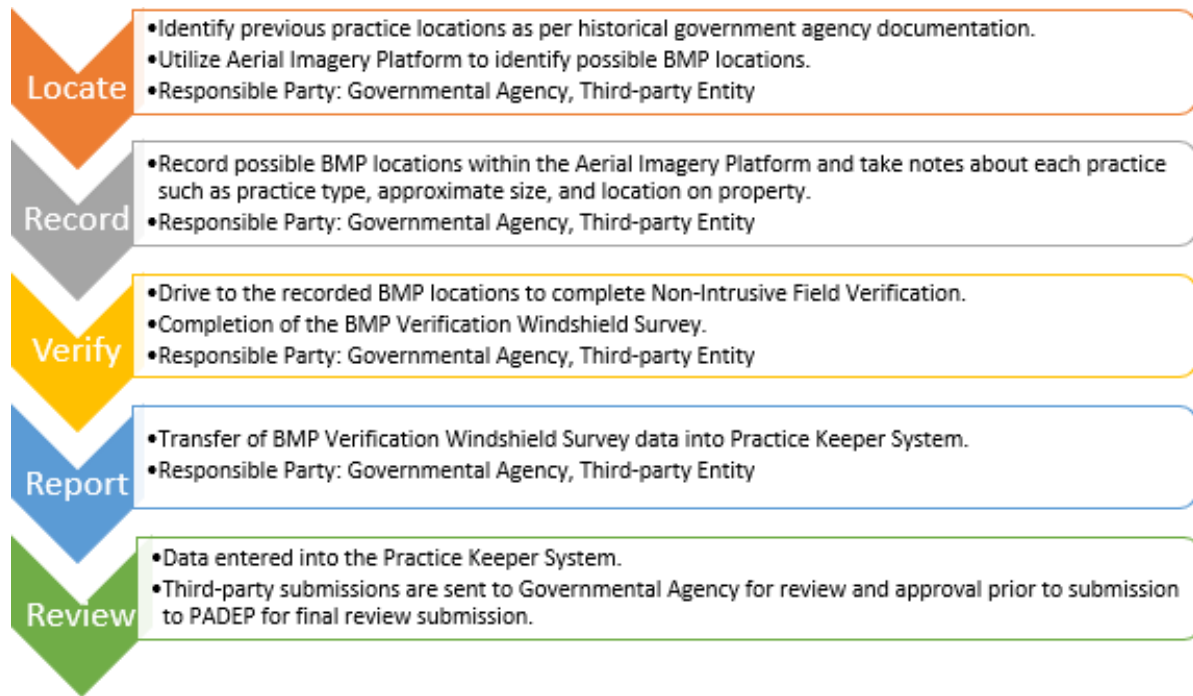 Locate
•Identify previous practice locations as per historical government agency documentation.
•Utilize Aerial Imagery Platform to identify possible BMP locations.
•Responsible Party: Governmental Agency, Third-party Entity
Record
•Record possible BMP locations within the Aerial Imagery Platform and take notes about each practice
such as practice type, approximate size, and location on property.
•Responsible Party: Governmental Agency, Third-party Entity
Verify
•Drive to the recorded BMP locations to complete Non-Intrusive Field Verification.
•Completion of the BMP Verification Windshield Survey.
•Responsible Party: Governmental Agency, Third-party Entity
Report
•Transfer of BMP Verification Windshield Survey data into Practice Keeper System.
•Responsible Party: Governmental Agency, Third-party Entity
Review
•Data entered into the Practice Keeper System.
•Third-party submissions are sent to Governmental Agency for review and approval prior to submission
to PADEP for final review submission.